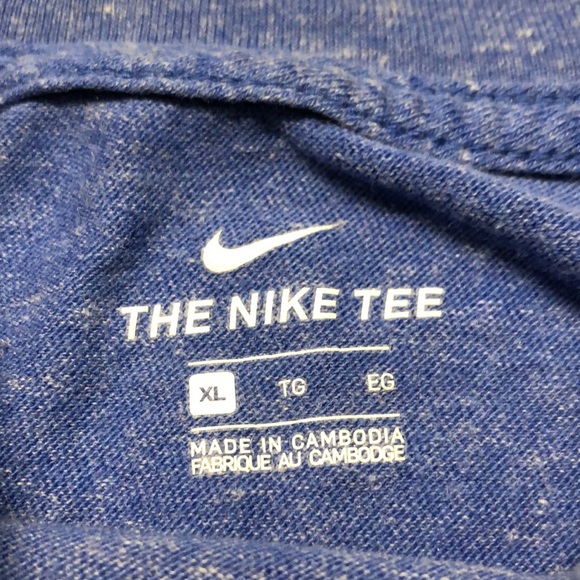 THE NIKE TEE
XL TG EG
MADE IN CAMBODIA
FABRIQUE AU CAMBODGE